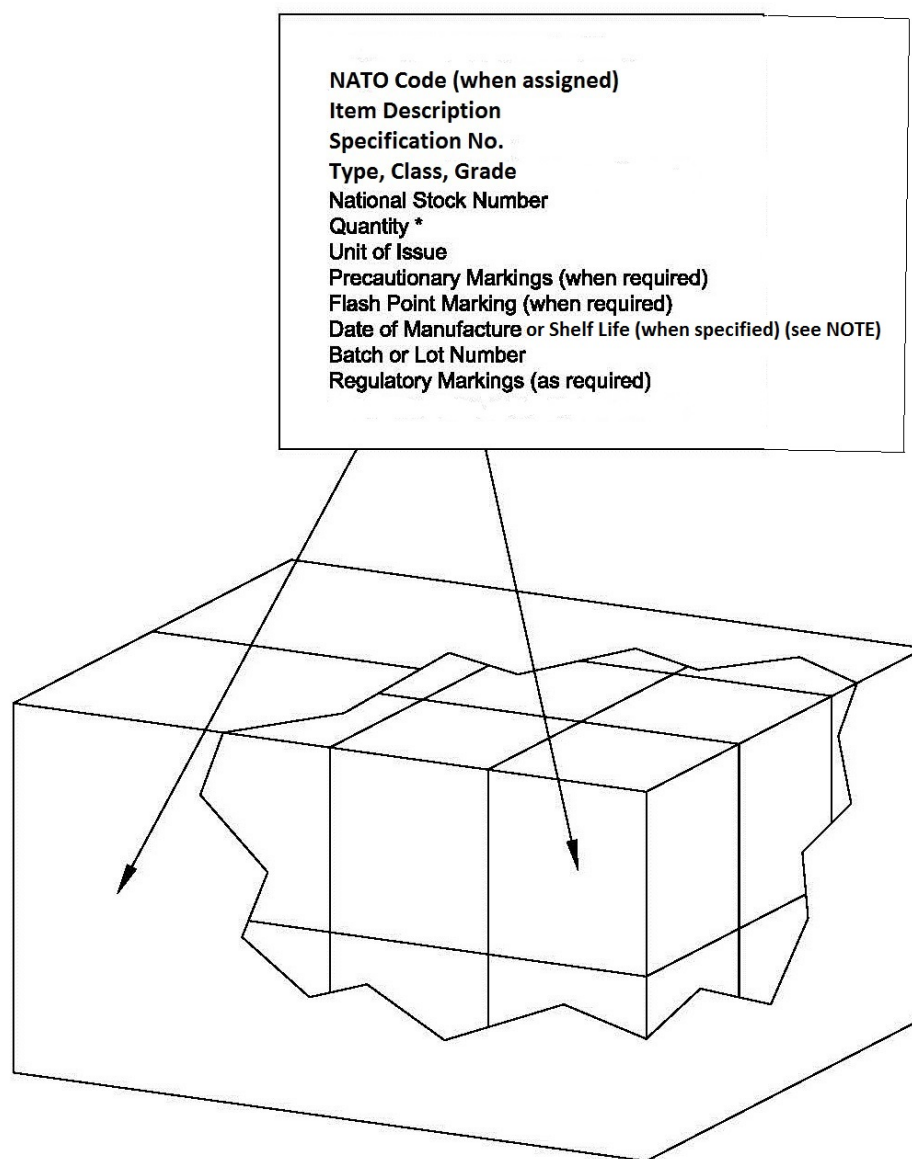 NATO Code (when assigned)
Item Description
Specification No.
Type, Class, Grade
National Stock Number
Quantity *
Unit of Issue
Precautionary Markings (when required)
Flash Point Marking (when required)
Date of Manufacture or Shelf Life (when specified) (see NOTE)
Batch or Lot Number
Regulatory Markings (as required)